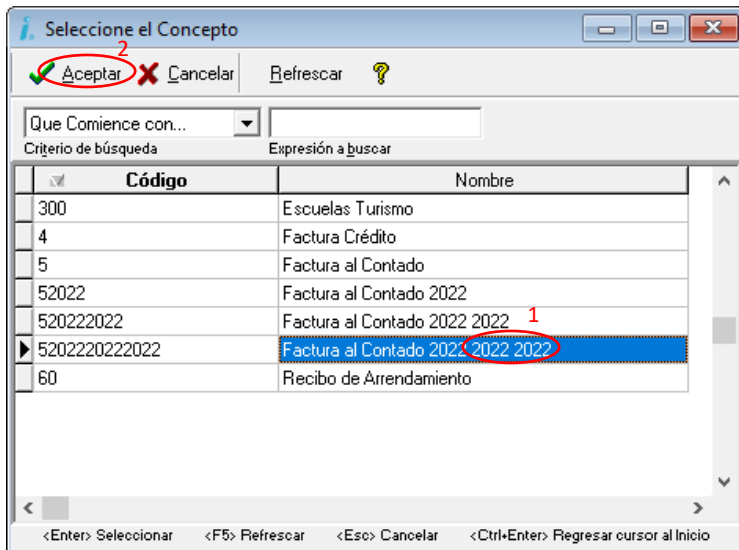 Seleccione el Concepto
2
Aceptar Cancelar Refrescar
Que Comience con...
Criterio de búsqueda Expresión a buscar
Código Nombre
300 Escuelas Turismo
4 Factura Crédito
5 Factura al Contado
52022 Factura al Contado 2022
520222022 Factura al Contado 2022 2022
1
5202220222022 Factura al Contado 2022 2022 2022
60 Recibo de Arrendamiento
<Enter> Seleccionar <F5> Refrescar <Esc> Cancelar <Ctrl+Enter> Regresar cursor al Inicio